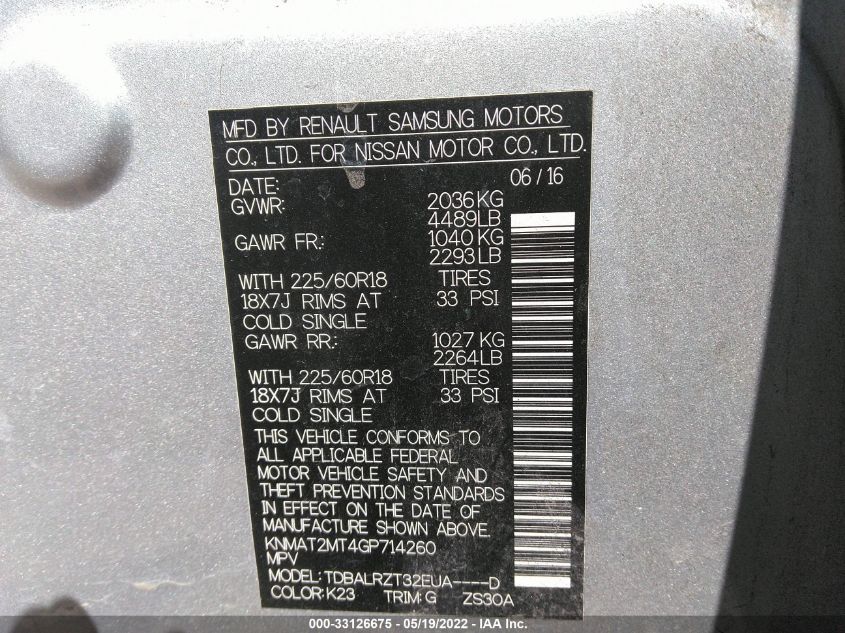 MFD BY RENAULT SAMSUNG MOTORS
CO., LTD. FOR NISSAN MOTOR CO., LTD.
DATE: 06 / 16
GVWR: 2036 KG
4489LB
GAWR FR: 1040 KG
2293 LB
WITH 225/60R18 TIRES
18X7J RIMS AT 33 PSI
COLD SINGLE
GAWR RR: 1027 KG
2264LB
WITH 225/60R18 TIRES
18X7J RIMS AT 33 PSI
COLD SINGLE
THIS VEHICLE CONFORMS TO
ALL APPLICABLE FEDERAL
MOTOR VEHICLE SAFETY AND
THEFT PREVENTION STANDARDS
IN EFFECT ON THE DATE OF
MANUFACTURE SHOWN ABOVE.
KNMAT2MT4GP714260
MPV
MODEL: TDBALRZT32EUA----D
COLOR: K23 TRIM: G ZS30A
000-33126675 - 05/19/2022 - IAA Inc.